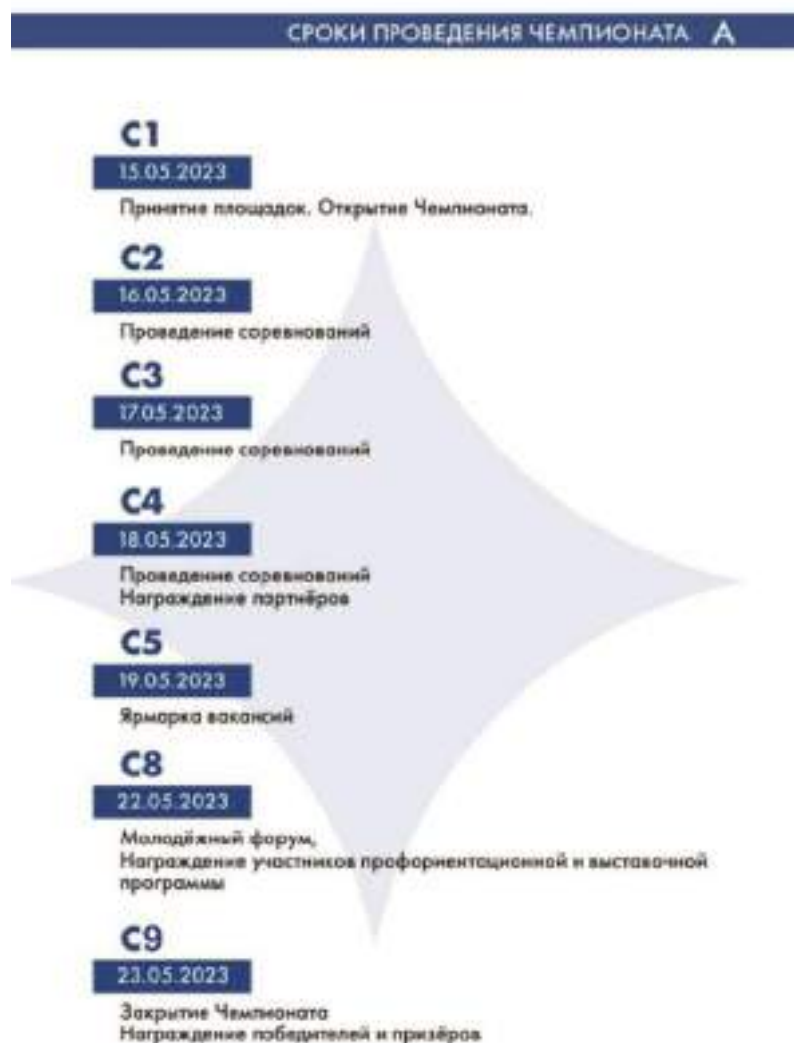 СРОКИ ПРОВЕДЕНИЯ ЧЕМПИОНАТА А
С1
15.05.2023
Принятие площадок. Открытие Чемпионата.
С2
16.05.2023
Проведение соревнований
С3
17.05.2023
Проведение соревнований
С4
18.05.2023
Проведение соревнований
Награждение партнёров
С5
19.05.2023
Ярмарка вакансий
С8
22.05.2023
Молодёжный форум,
Награждение участников профориентационной и выставочной
программы
С9
23.05.2023
Закрытие Чемпионата
Награждение победителей и призёров